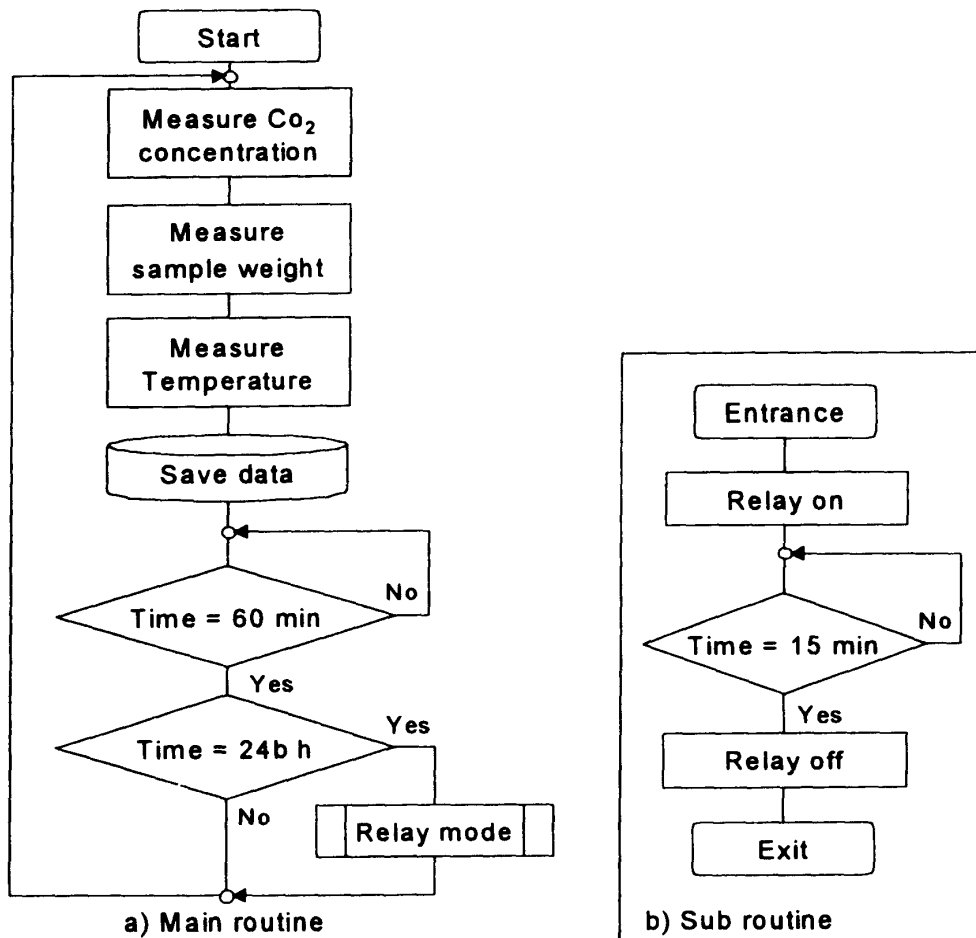 Start
Measure Co₂
concentration
Measure
sample weight
Measure
Temperature
Save data
No
Time = 60 min
Yes
Yes
Time = 24b h
No
Relay mode
a) Main routine
Entrance
Relay on
No
Time = 15 min
Yes
Relay off
Exit
b) Sub routine